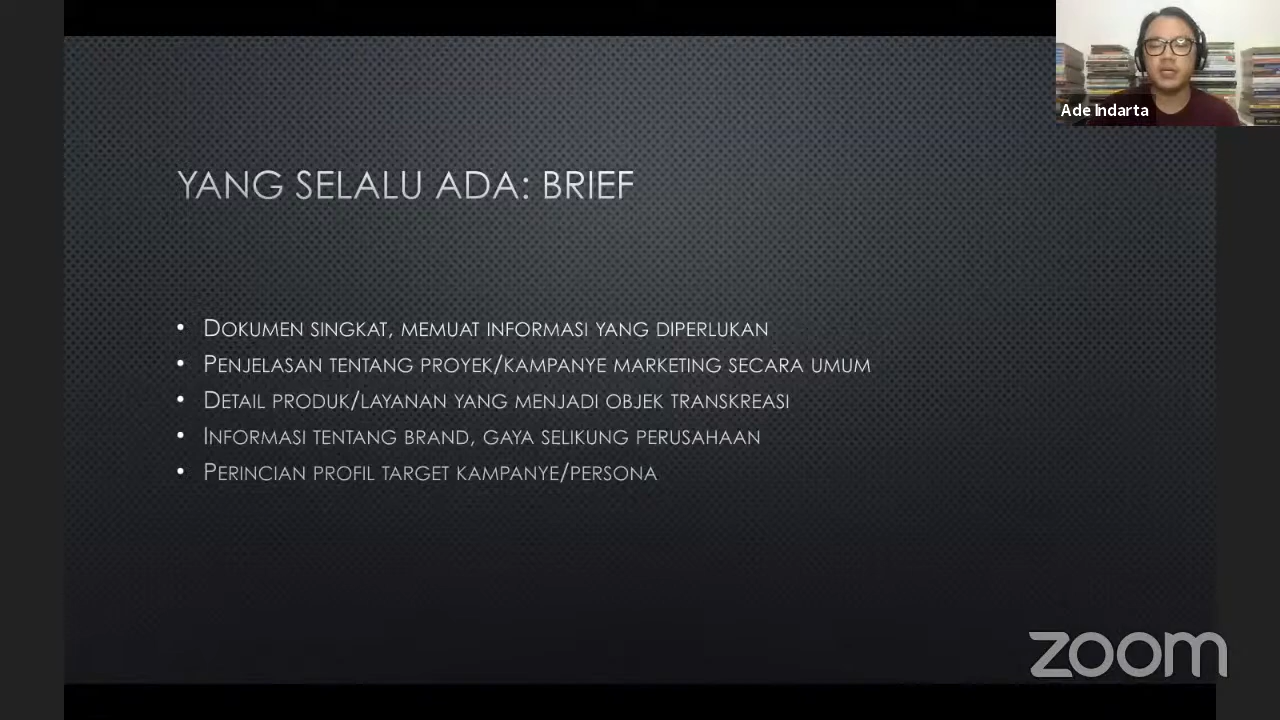 Ade Indarta
YANG SELALU ADA: BRIEF
• DOKUMEN SINGKAT, MEMUAT INFORMASI YANG DIPERLUKAN
• PENJELASAN TENTANG PROYEK/KAMPANYE MARKETING SECARA UMUM
• DETAIL PRODUK/LAYANAN YANG MENJADI OBJEK TRANSKREASI
• INFORMASI TENTANG BRAND, GAYA SELIKUNG PERUSAHAAN
• PERINCIAN PROFIL TARGET KAMPANYE/PERSONA
zoom